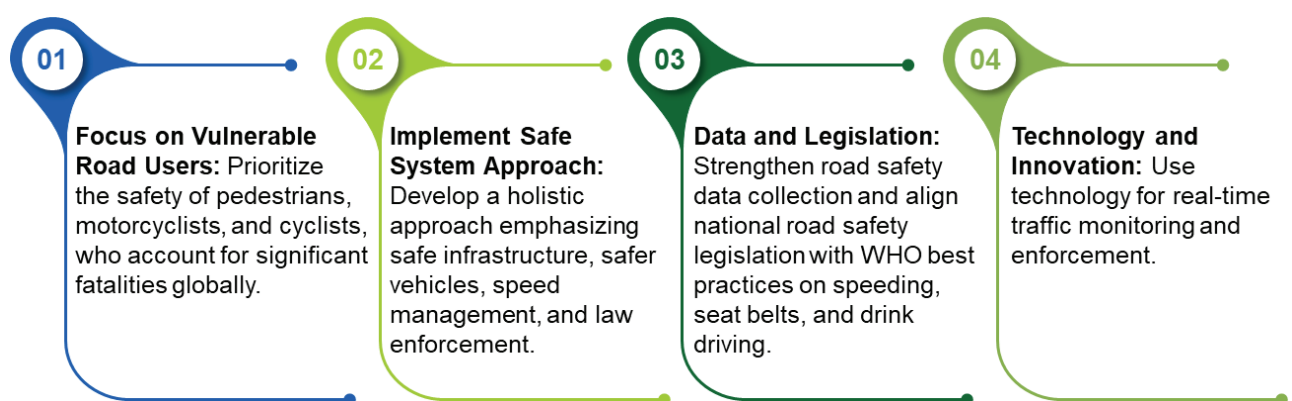 01
Focus on Vulnerable
Road Users: Prioritize
the safety of pedestrians,
motorcyclists, and cyclists,
who account for significant
fatalities globally.
02
Implement Safe
System Approach:
Develop a holistic
approach emphasizing
safe infrastructure, safer
vehicles, speed
management, and law
enforcement.
03
Data and Legislation:
Strengthen road safety
data collection and align
national road safety
legislation with WHO best
practices on speeding,
seat belts, and drink
driving.
04
Technology and
Innovation: Use
technology for real-time
traffic monitoring and
enforcement.